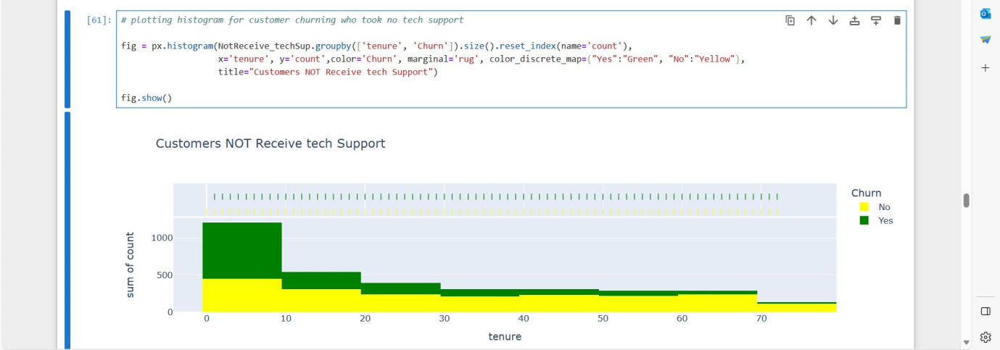 [61]: # plotting histogram for customer churning who took no tech support
fig = px.histogram(NotReceive_techSup.groupby(['tenure', 'Churn']).size().reset_index(name='count'),
x='tenure', y='count',color='Churn', marginal='rug', color_discrete_map={"Yes":"Green", "No":"Yellow"},
title="Customers NOT Receive tech Support")
fig.show()
Customers NOT Receive tech Support
Churn
No
Yes
sum of count
1000
500
0
0 10 20 30 40 50 60 70
tenure